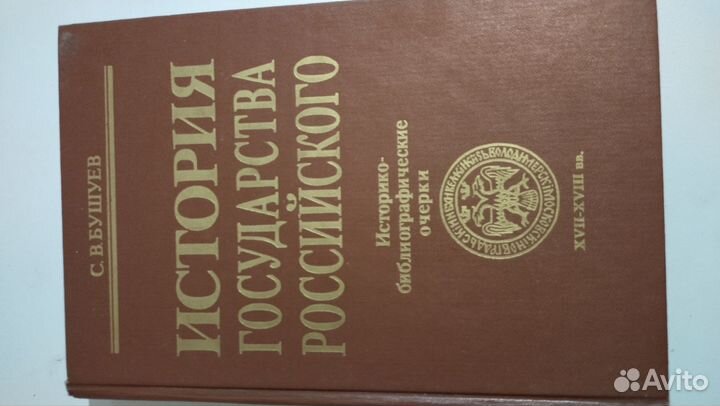 С. В. БУШУЕВ
ИСТОРИЯ
ГОСУДАРСТВА
РОССИЙСКОГО
Историко-
библиографические
очерки
XVII-XVIII вв.
Avito